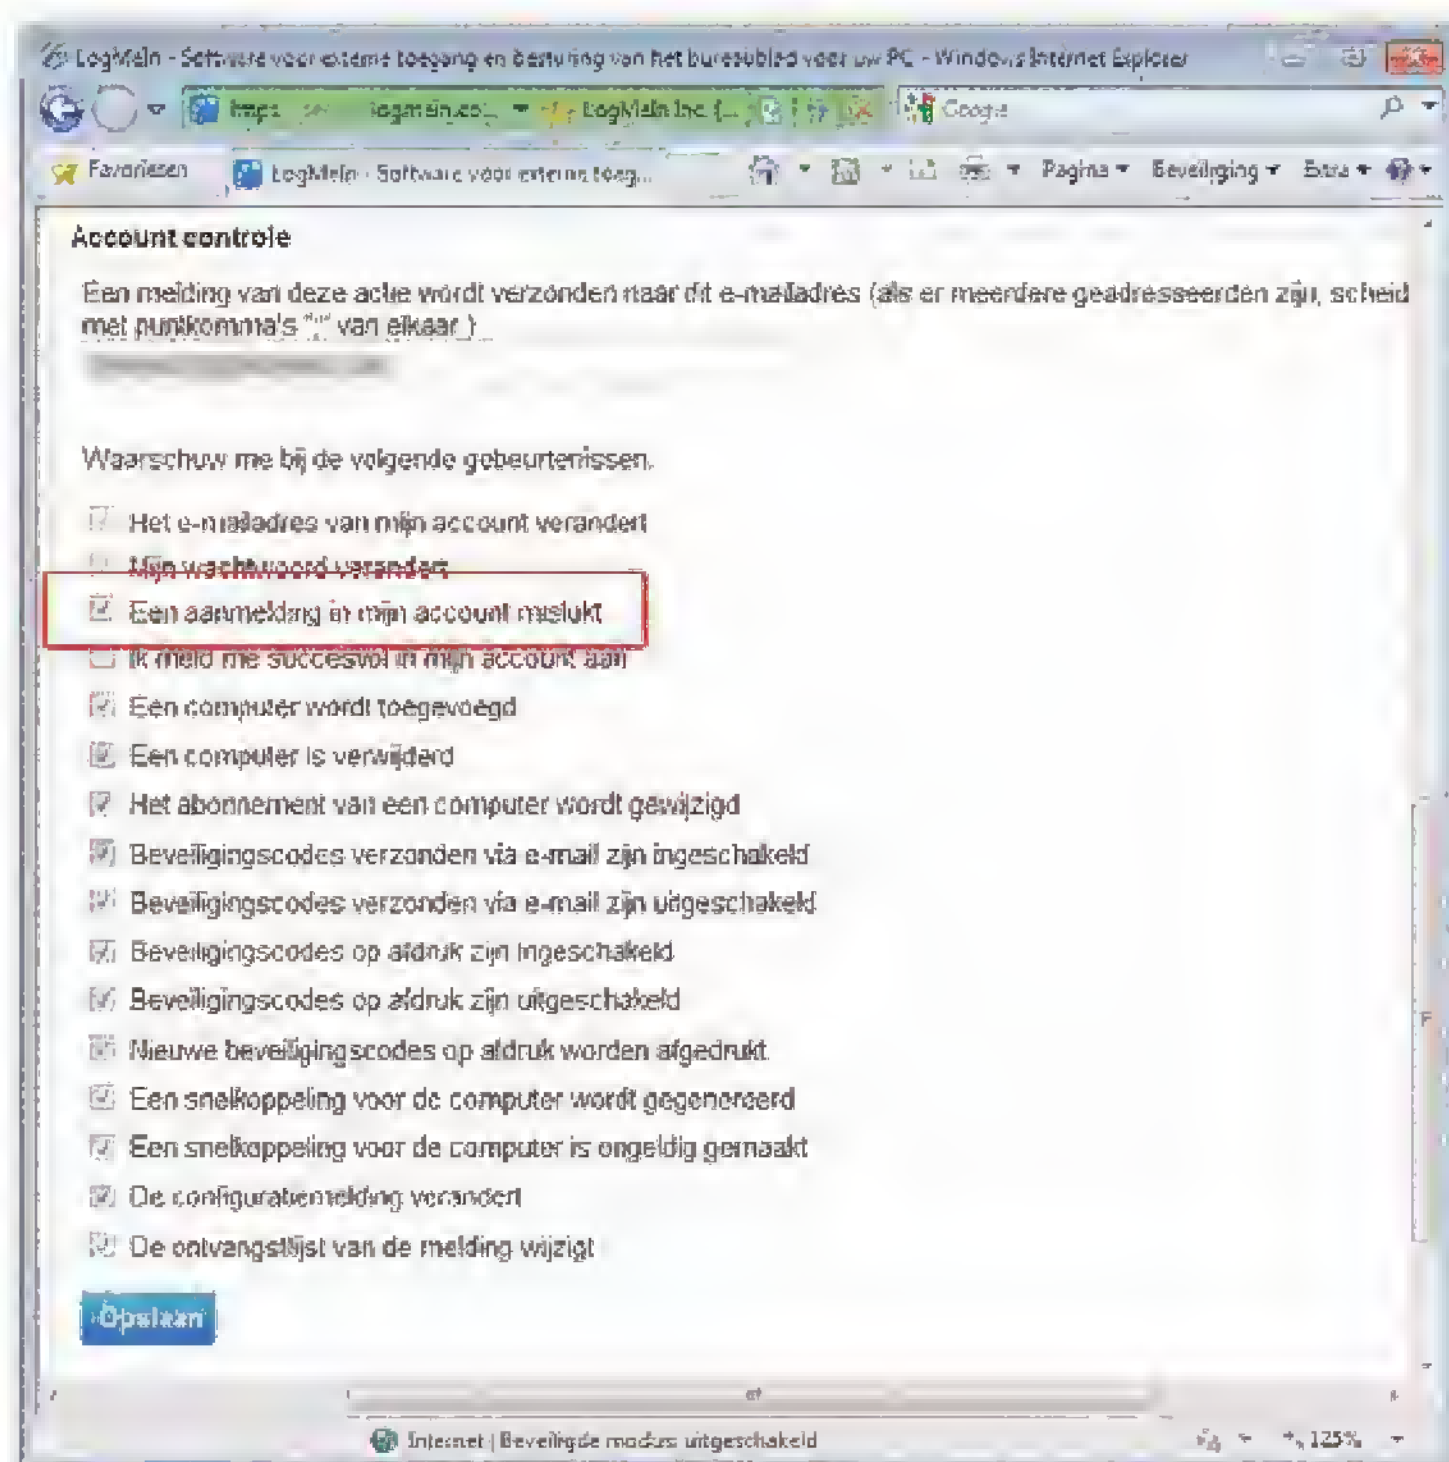 LogMeIn - Software voor externe toegang en besturing van het bureaublad voor uw PC - Windows Internet Explorer
https logmein.co... LogMeIn Inc. [... Google
Favorieten LogMeIn - Software voor externe toeg... Pagina Beveiliging Extra
Account controle
Een melding van deze actie wordt verzonden naar dit e-mailadres (als er meerdere geadresseerden zijn, scheid
met puntkomma's ";" van elkaar.)
Waarschuw me bij de volgende gebeurtenissen.
Het e-mailadres van mijn account verandert
Mijn wachtwoord verandert
Een aanmelding in mijn account mislukt
Ik meld me succesvol in mijn account aan
Een computer wordt toegevoegd
Een computer is verwijderd
Het abonnement van een computer wordt gewijzigd
Beveiligingscodes verzonden via e-mail zijn ingeschakeld
Beveiligingscodes verzonden via e-mail zijn uitgeschakeld
Beveiligingscodes op afdruk zijn ingeschakeld
Beveiligingscodes op afdruk zijn uitgeschakeld
Nieuwe beveiligingscodes op afdruk worden afgedrukt
Een snelkoppeling voor de computer wordt gegenereerd
Een snelkoppeling voor de computer is ongeldig gemaakt
De configuratiemelding verandert
De ontvangstlijst van de melding wijzigt
Opslaan
Internet | Beveiligde modus: uitgeschakeld 125%